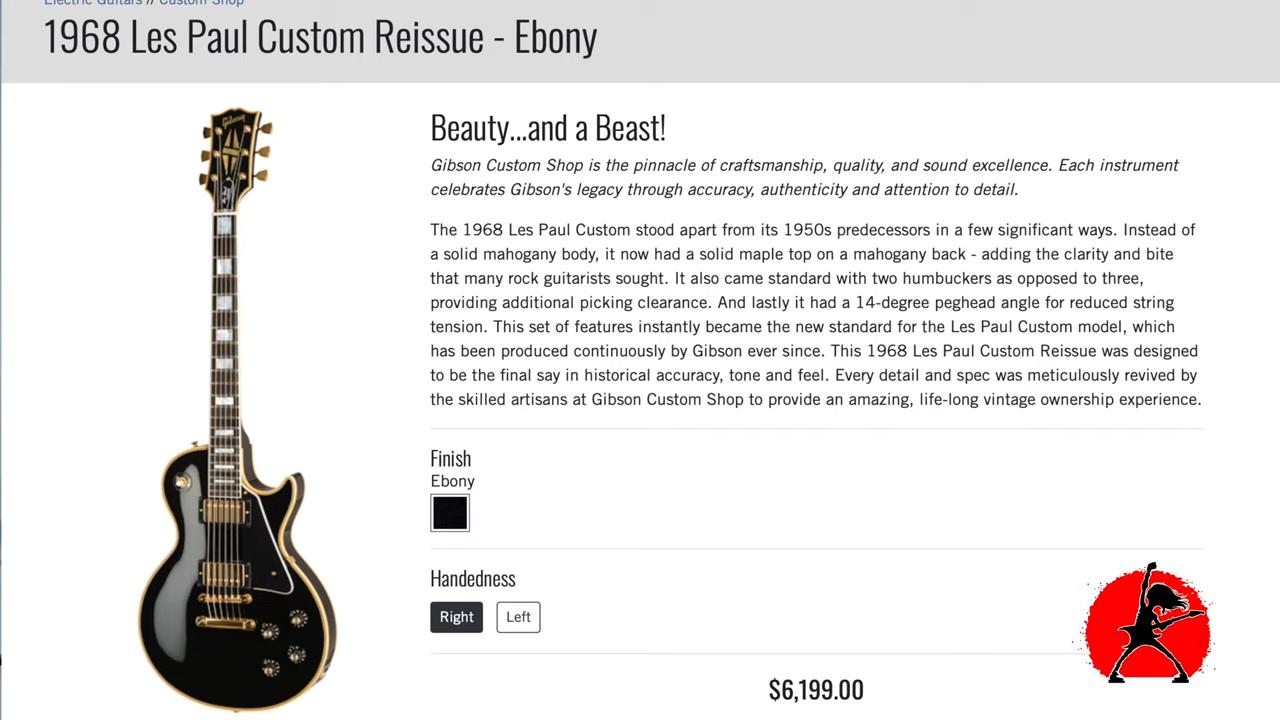 Electric Guitars // Custom Shop
1968 Les Paul Custom Reissue - Ebony
Gibson
Beauty...and a Beast!
Gibson Custom Shop is the pinnacle of craftsmanship, quality, and sound excellence. Each instrument
celebrates Gibson's legacy through accuracy, authenticity and attention to detail.
The 1968 Les Paul Custom stood apart from its 1950s predecessors in a few significant ways. Instead of
a solid mahogany body, it now had a solid maple top on a mahogany back - adding the clarity and bite
that many rock guitarists sought. It also came standard with two humbuckers as opposed to three,
providing additional picking clearance. And lastly it had a 14-degree peghead angle for reduced string
tension. This set of features instantly became the new standard for the Les Paul Custom model, which
has been produced continuously by Gibson ever since. This 1968 Les Paul Custom Reissue was designed
to be the final say in historical accuracy, tone and feel. Every detail and spec was meticulously revived by
the skilled artisans at Gibson Custom Shop to provide an amazing, life-long vintage ownership experience.
Finish
Ebony
Handedness
Right Left
$6,199.00